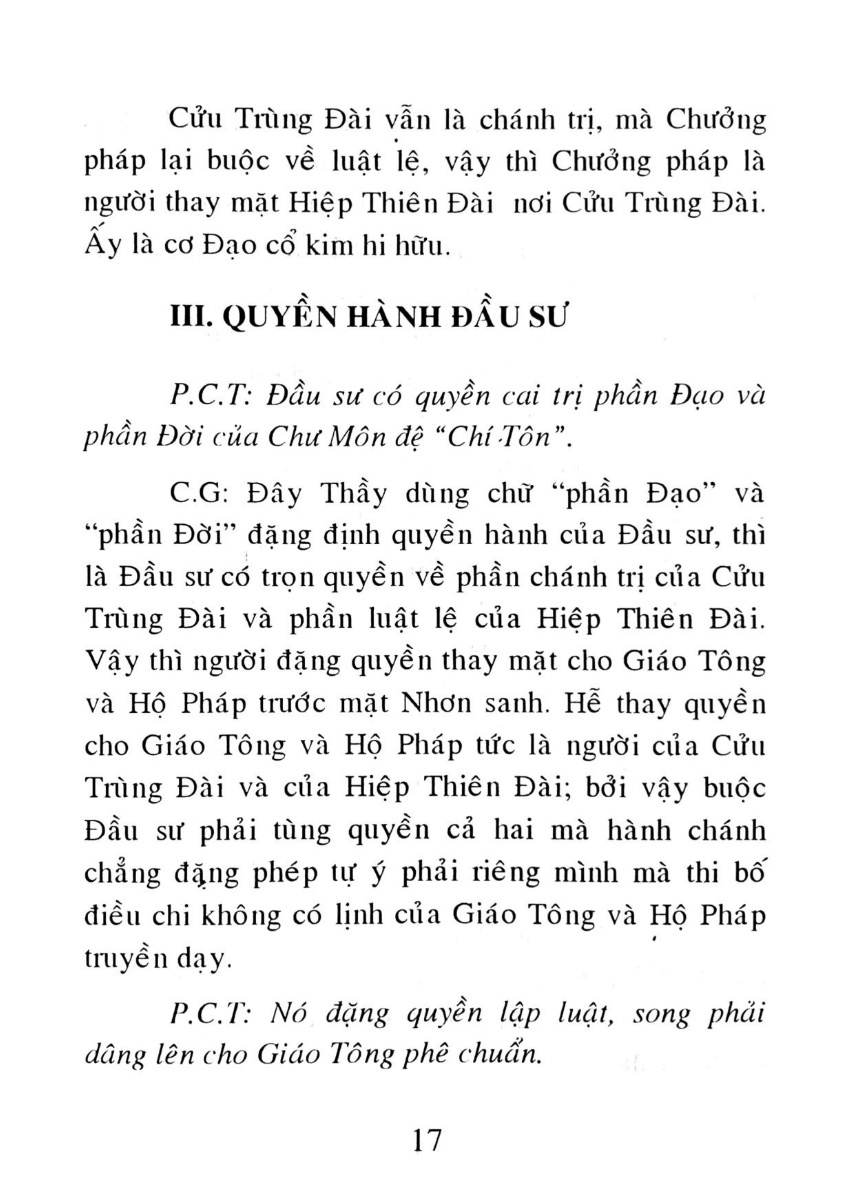 Cửu Trùng Đài vẫn là chánh trị, mà Chưởng
pháp lại buộc về luật lệ, vậy thì Chưởng pháp là
người thay mặt Hiệp Thiên Đài nơi Cửu Trùng Đài.
Ấy là cơ Đạo cổ kim hi hữu.
III. QUYỀN HÀNH ĐẦU SƯ
P.C.T: Đầu sư có quyền cai trị phần Đạo và
phần Đời của Chư Môn đệ “Chí Tôn”.
C.G: Đây Thầy dùng chữ “phần Đạo” và
“phần Đời” đặng định quyền hành của Đầu sư, thì
là Đầu sư có trọn quyền về phần chánh trị của Cửu
Trùng Đài và phần luật lệ của Hiệp Thiên Đài.
Vậy thì người đặng quyền thay mặt cho Giáo Tông
và Hộ Pháp trước mặt Nhơn sanh. Hễ thay quyền
cho Giáo Tông và Hộ Pháp tức là người của Cửu
Trùng Đài và của Hiệp Thiên Đài; bởi vậy buộc
Đầu sư phải tùng quyền cả hai mà hành chánh
chẳng đặng phép tự ý phải riêng mình mà thi bố
điều chi không có lịnh của Giáo Tông và Hộ Pháp
truyền dạy.
P.C.T: Nó đặng quyền lập luật, song phải
dâng lên cho Giáo Tông phê chuẩn.
17